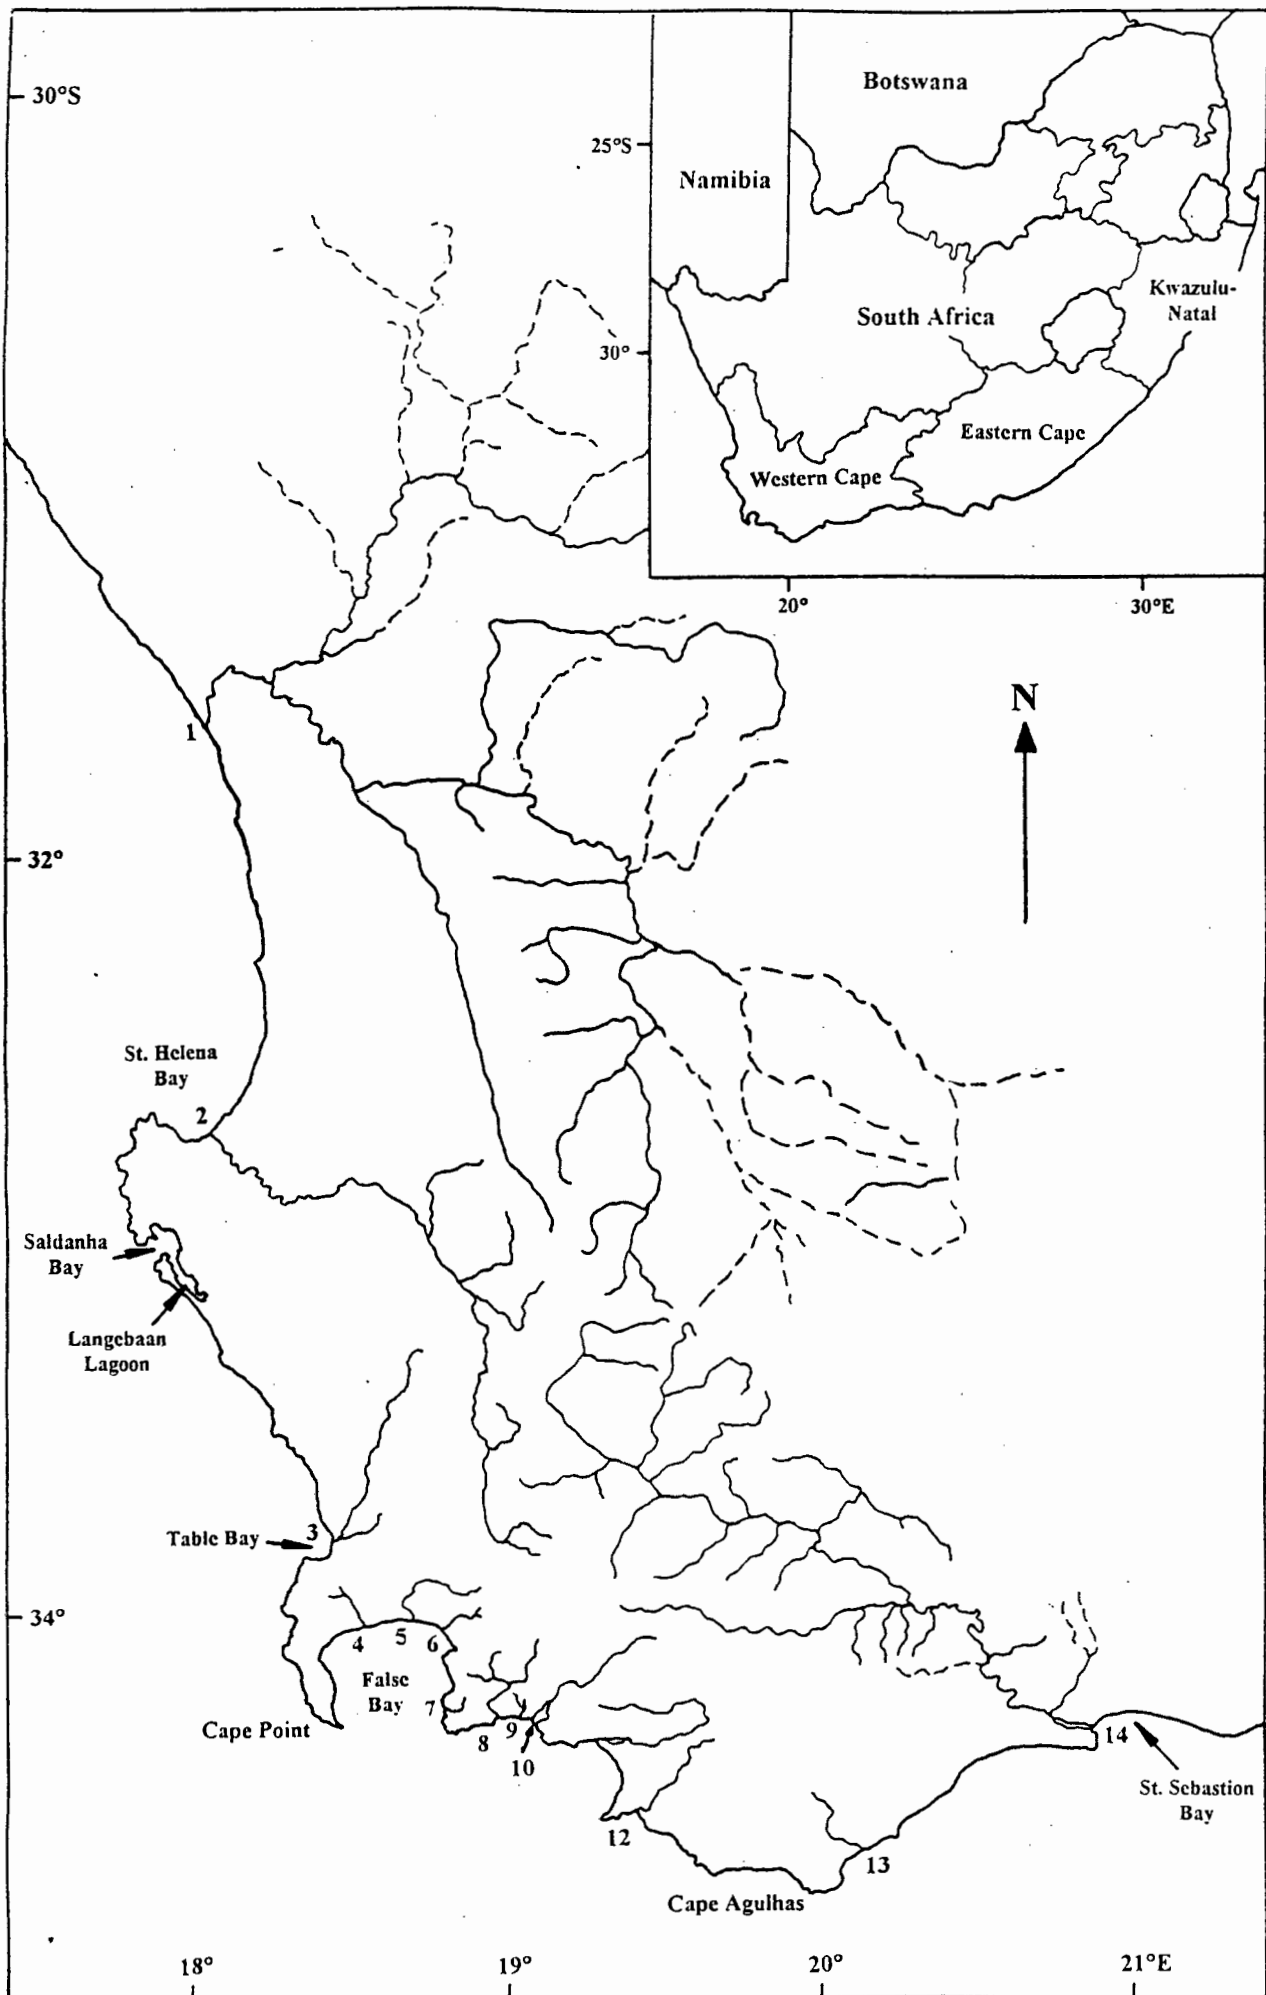 30°S
Botswana
25°S
Namibia
Kwazulu-
Natal
South Africa
30°
Eastern Cape
Western Cape
20°
30°E
N
1
32°
St. Helena
Bay
2
Saldanha
Bay
Langebaan
Lagoon
3
Table Bay
34°
4
5
6
False
Bay
7
Cape Point
8
9
10
14
St. Sebastion
Bay
12
13
Cape Agulhas
18°
19°
20°
21°E